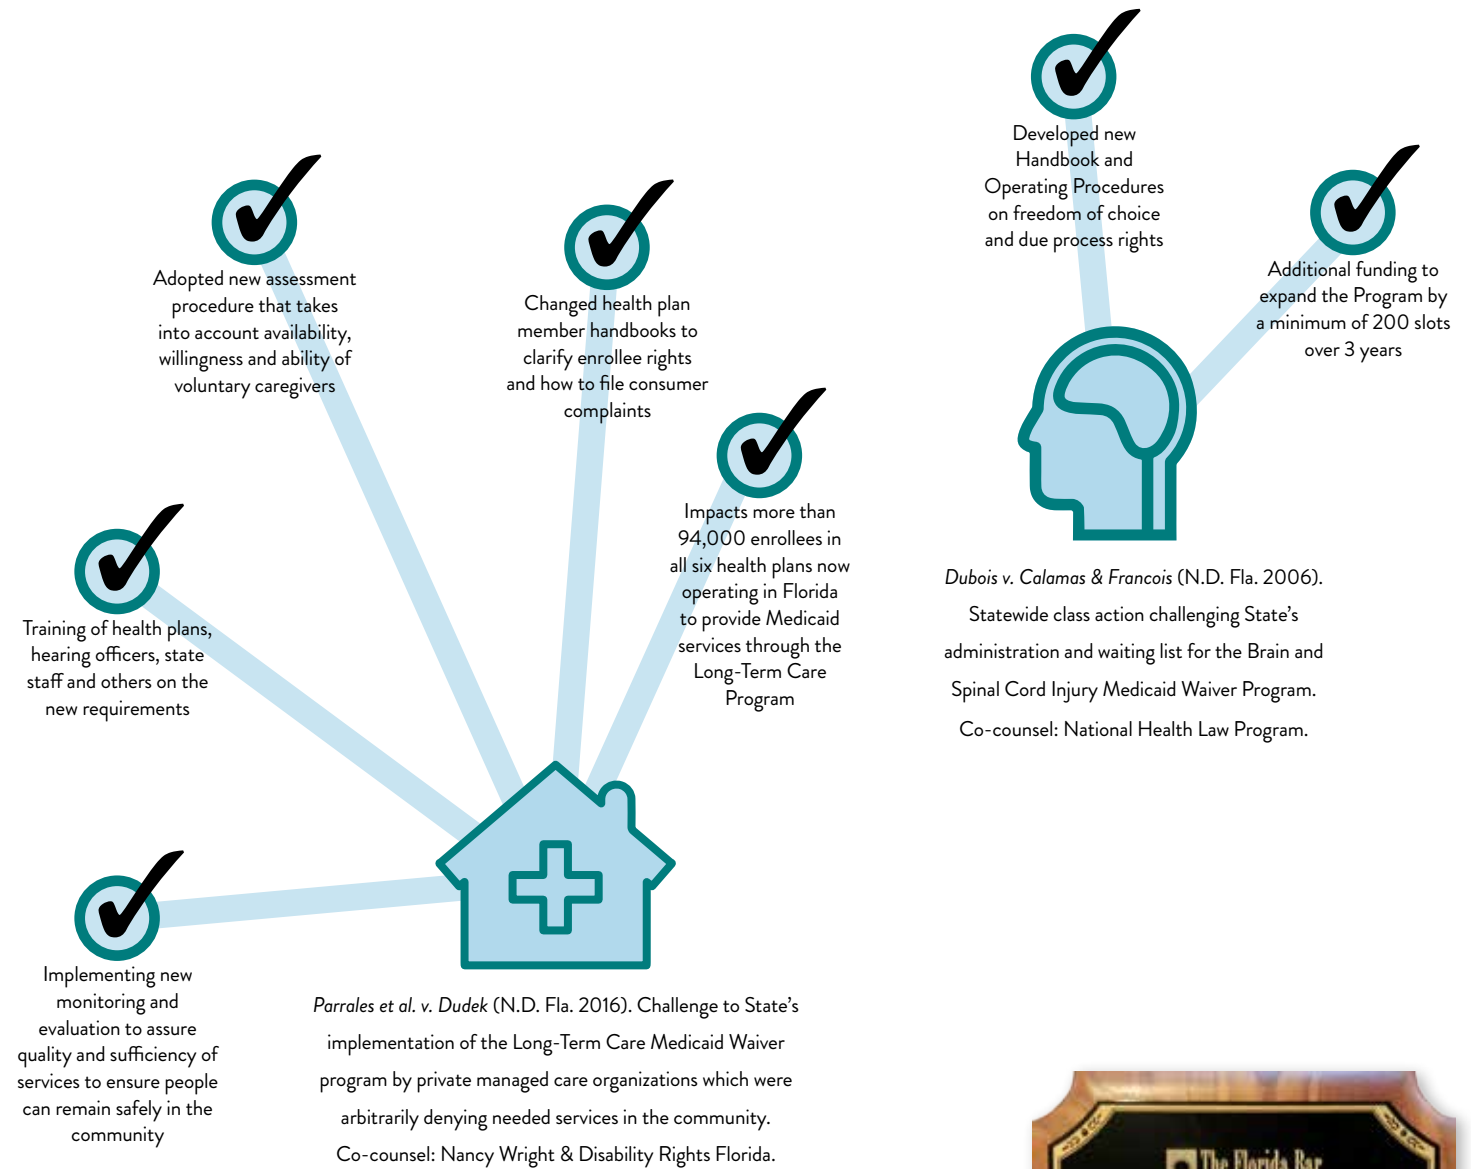 Developed new
Handbook and
Operating Procedures
on freedom of choice
and due process rights
Additional funding to
expand the Program by
a minimum of 200 slots
over 3 years
Adopted new assessment
procedure that takes
into account availability,
willingness and ability of
voluntary caregivers
Changed health plan
member handbooks to
clarify enrollee rights
and how to file consumer
complaints
Impacts more than
94,000 enrollees in
all six health plans now
operating in Florida
to provide Medicaid
services through the
Long-Term Care
Program
Training of health plans,
hearing officers, state
staff and others on the
new requirements
Implementing new
monitoring and
evaluation to assure
quality and sufficiency of
services to ensure people
can remain safely in the
community
Dubois v. Calamas & Francois (N.D. Fla. 2006).
Statewide class action challenging State's
administration and waiting list for the Brain and
Spinal Cord Injury Medicaid Waiver Program.
Co-counsel: National Health Law Program.
Parrales et al. v. Dudek (N.D. Fla. 2016). Challenge to State's
implementation of the Long-Term Care Medicaid Waiver
program by private managed care organizations which were
arbitrarily denying needed services in the community.
Co-counsel: Nancy Wright & Disability Rights Florida.
The Florida Bar